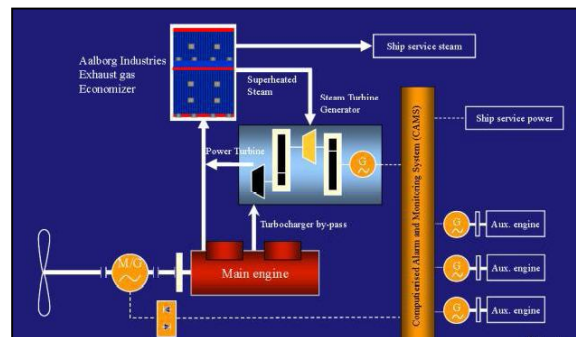 Aalborg Industries
Exhaust gas
Economizer
Ship service steam
Superheated
Steam
Steam Turbine
Generator
Power Turbine
G
Turbocharger by-pass
Main engine
M/G
Computerised Alarm and Monitoring System (CAMS)
Ship service power
G
Aux. engine
G
Aux. engine
G
Aux. engine